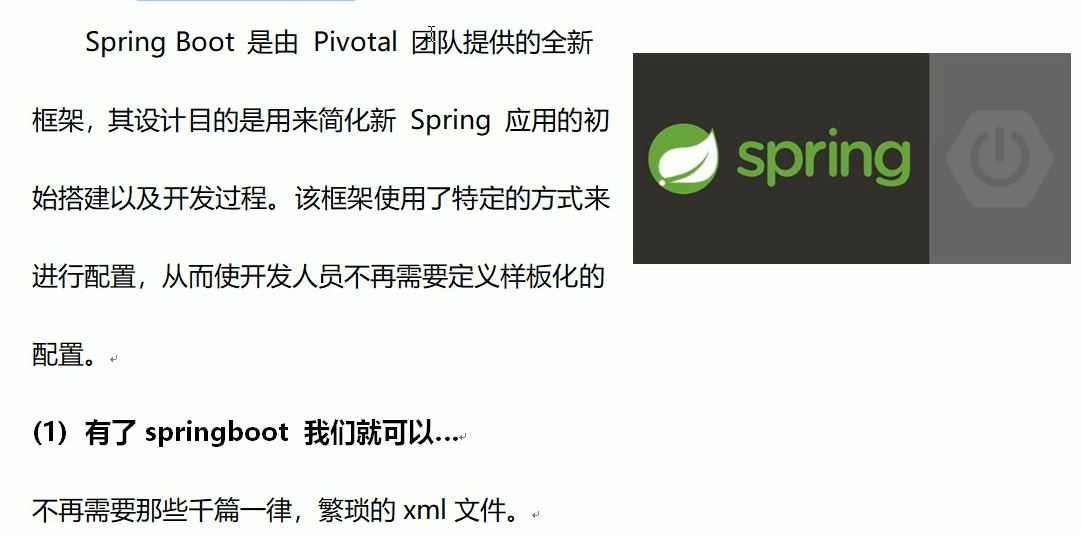 Spring Boot 是由 Pivotal 团队提供的全新
框架，其设计目的是用来简化新 Spring 应用的初
始搭建以及开发过程。该框架使用了特定的方式来
进行配置，从而使开发人员不再需要定义样板化的
配置。
spring
(1) 有了 springboot 我们就可以…
不再需要那些千篇一律，繁琐的 xml 文件。